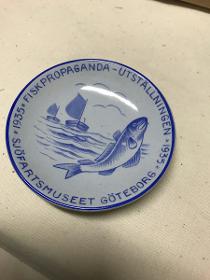 *1935* FISKPROPAGANDA-UTSTÄLLNINGEN *1935*
SJÖFARTSMUSEET GÖTEBORG